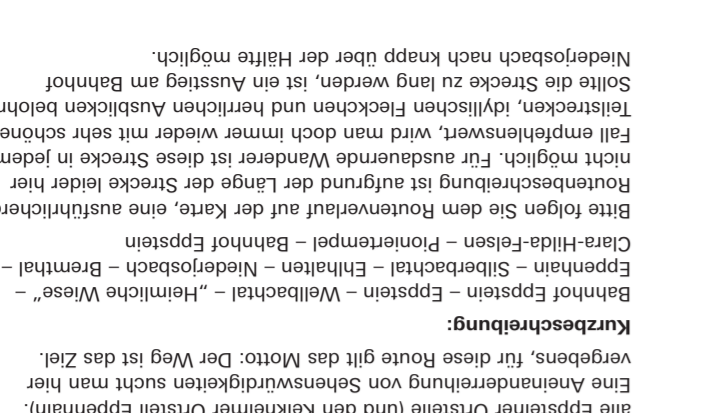 alle Eppsteiner Ortsteile (und den Kelkheimer Ortsteil Eppenhain).
Eine Aneinanderreihung von Sehenswürdigkeiten sucht man hier
vergebens, für diese Route gilt das Motto: Der Weg ist das Ziel.
Kurzbeschreibung:
Bahnhof Eppstein – Eppstein – Wellbachtal – „Heimliche Wiese“ –
Eppenhain – Silberbachtal – Ehlhalten – Niederjosbach – Bremthal –
Clara-Hilda-Felsen – Pioniertempel – Bahnhof Eppstein
Bitte folgen Sie dem Routenverlauf auf der Karte, eine ausführlichere
Routenbeschreibung ist aufgrund der Länge der Strecke leider hier
nicht möglich. Für ausdauernde Wanderer ist diese Strecke in jedem
Fall empfehlenswert, wird man doch immer wieder mit sehr schönen
Teilstrecken, idyllischen Fleckchen und herrlichen Ausblicken belohnt.
Sollte die Strecke zu lang werden, ist ein Ausstieg am Bahnhof
Niederjosbach nach knapp über der Hälfte möglich.